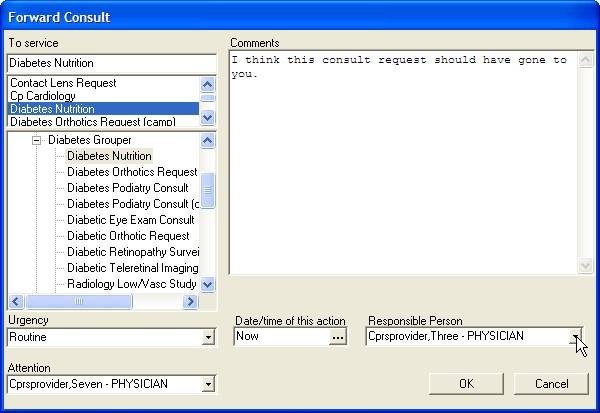 Forward Consult
To service
Diabetes Nutrition
Contact Lens Request
Cp Cardiology
Diabetes Nutrition
Diabetes Orthotics Request (camp)
Diabetes Grouper
Diabetes Nutrition
Diabetes Orthotics Request
Diabetes Podiatry Consult
Diabetes Podiatry Consult (c
Diabetic Eye Exam Consult
Diabetic Orthotic Request
Diabetic Retinopathy Survei
Diabetic Teleretinal Imaging
Radiology Low/Vasc Study
Comments
I think this consult request should have gone to
you.
Urgency
Routine
Date/time of this action
Now
...
Responsible Person
Cprsprovider,Three - PHYSICIAN
Attention
Cprsprovider,Seven - PHYSICIAN
OK
Cancel